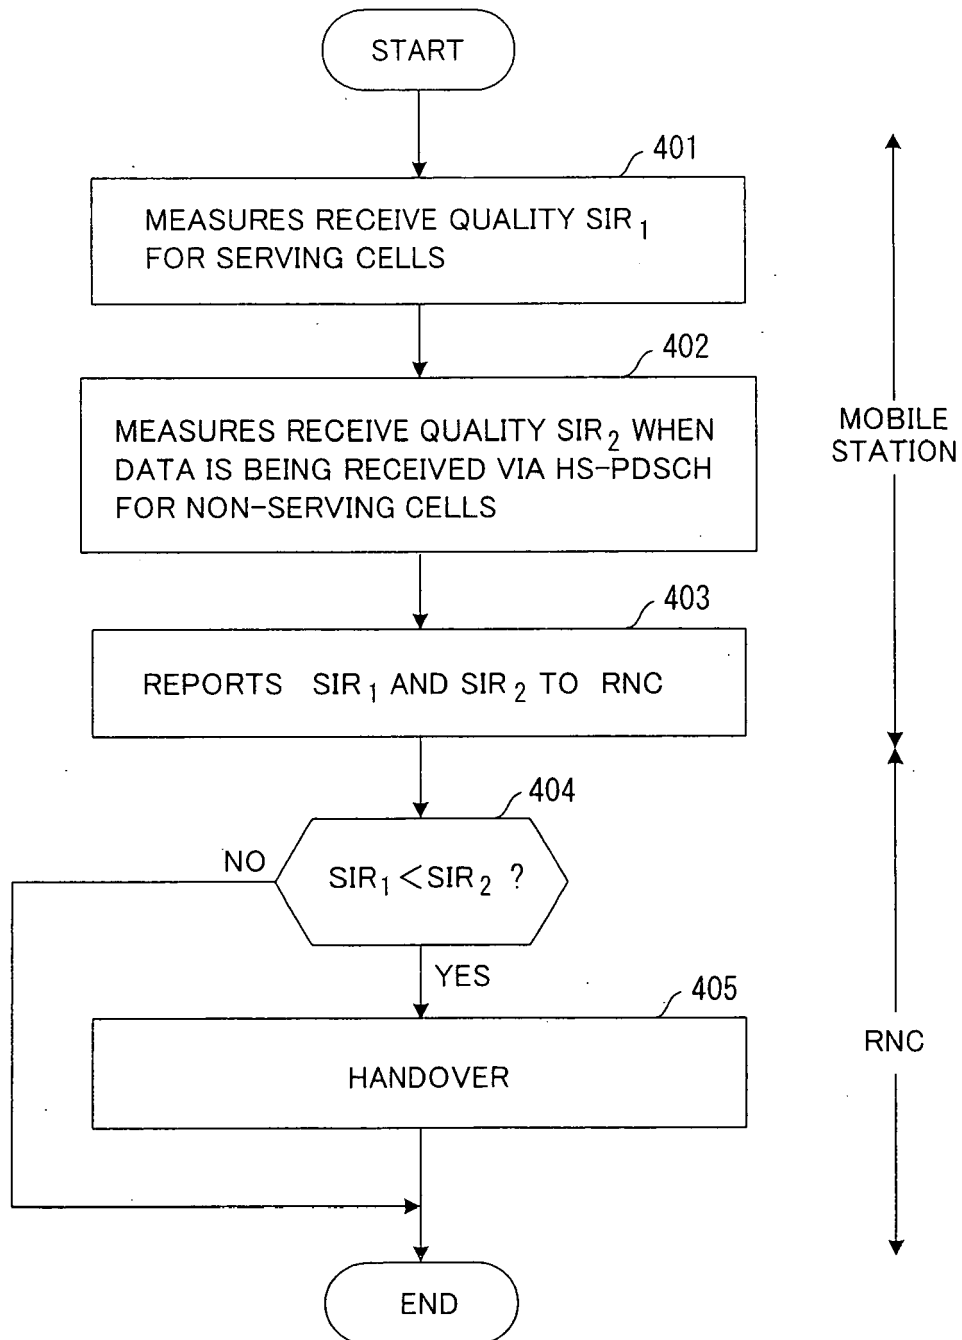 START
401
MEASURES RECEIVE QUALITY SIR₁
FOR SERVING CELLS
402
MEASURES RECEIVE QUALITY SIR₂ WHEN
DATA IS BEING RECEIVED VIA HS-PDSCH
FOR NON-SERVING CELLS
MOBILE
STATION
403
REPORTS SIR₁ AND SIR₂ TO RNC
404
NO
SIR₁<SIR₂ ?
YES
405
HANDOVER
RNC
END